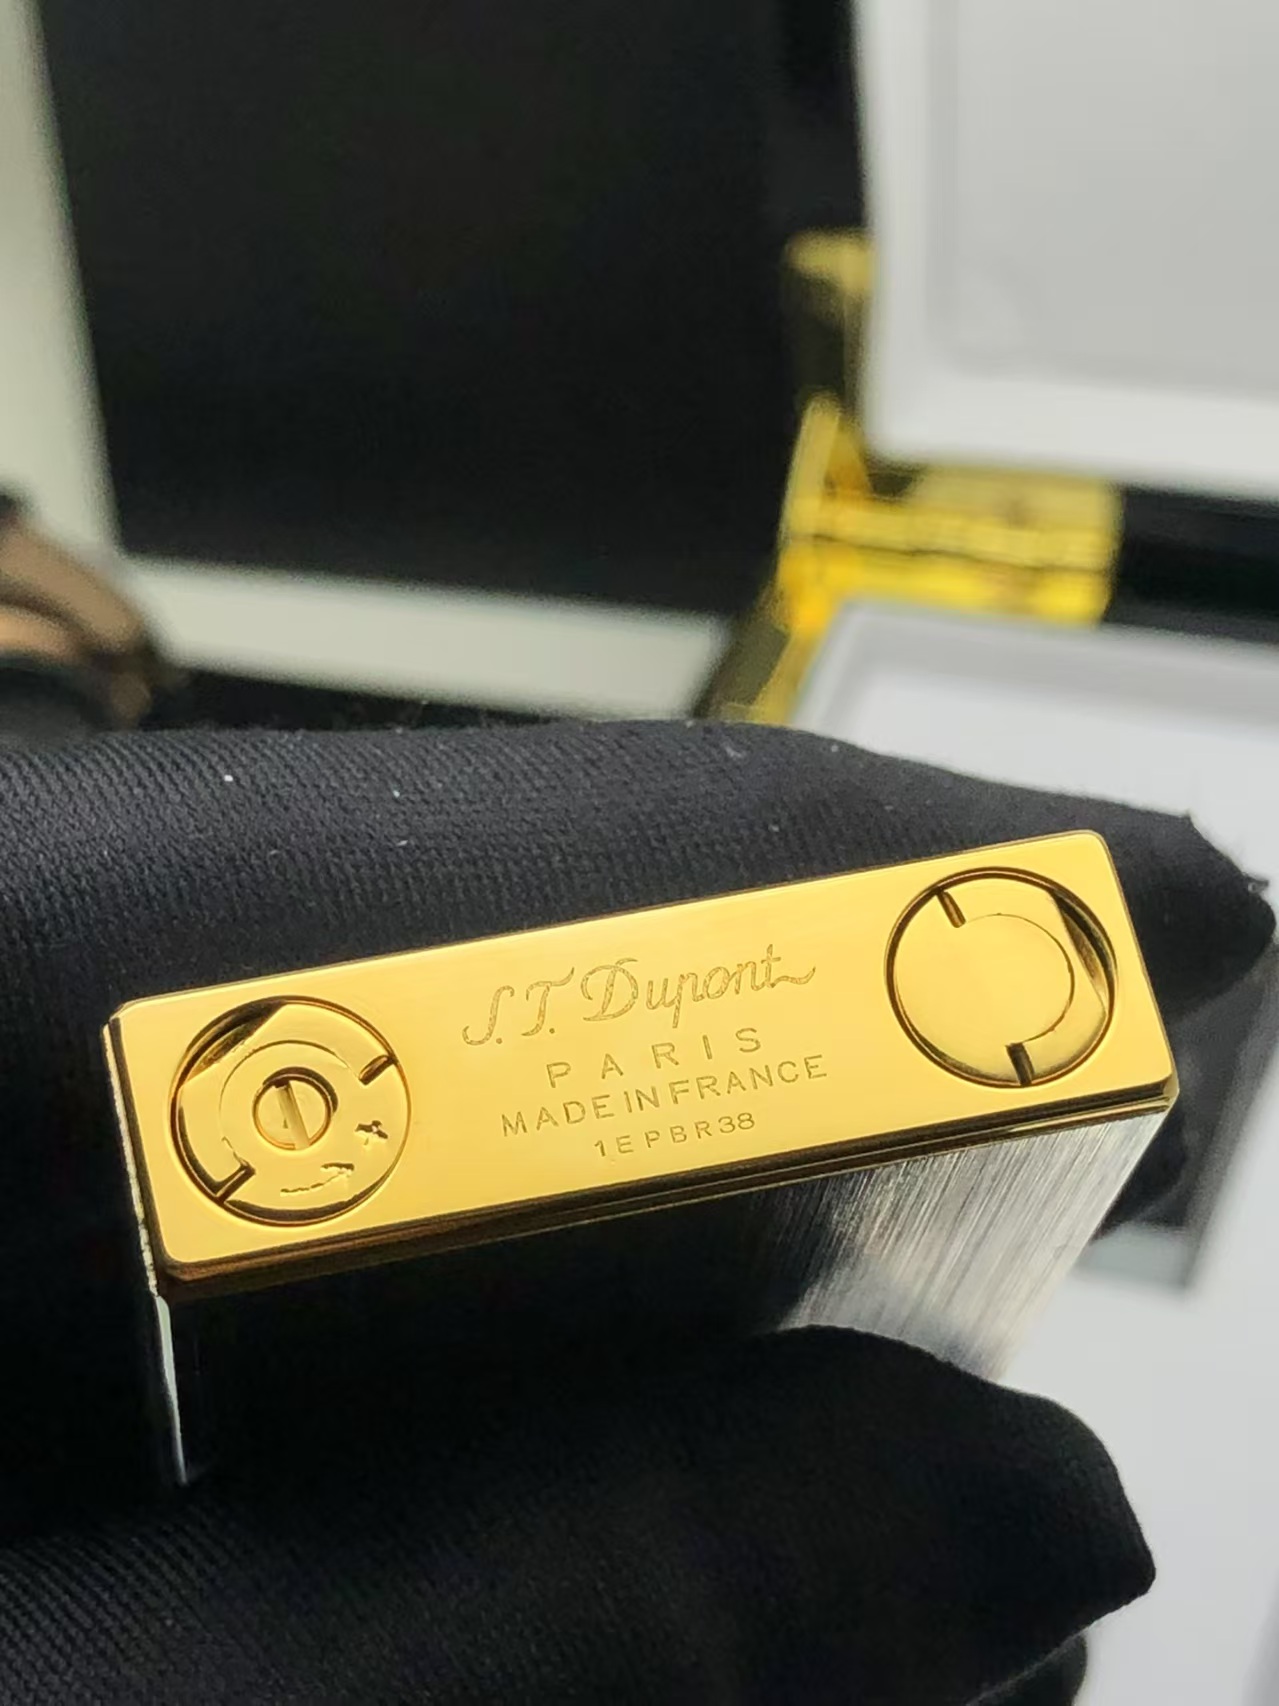 S.T. Dupont
PARIS
MADE IN FRANCE
1EPBR38